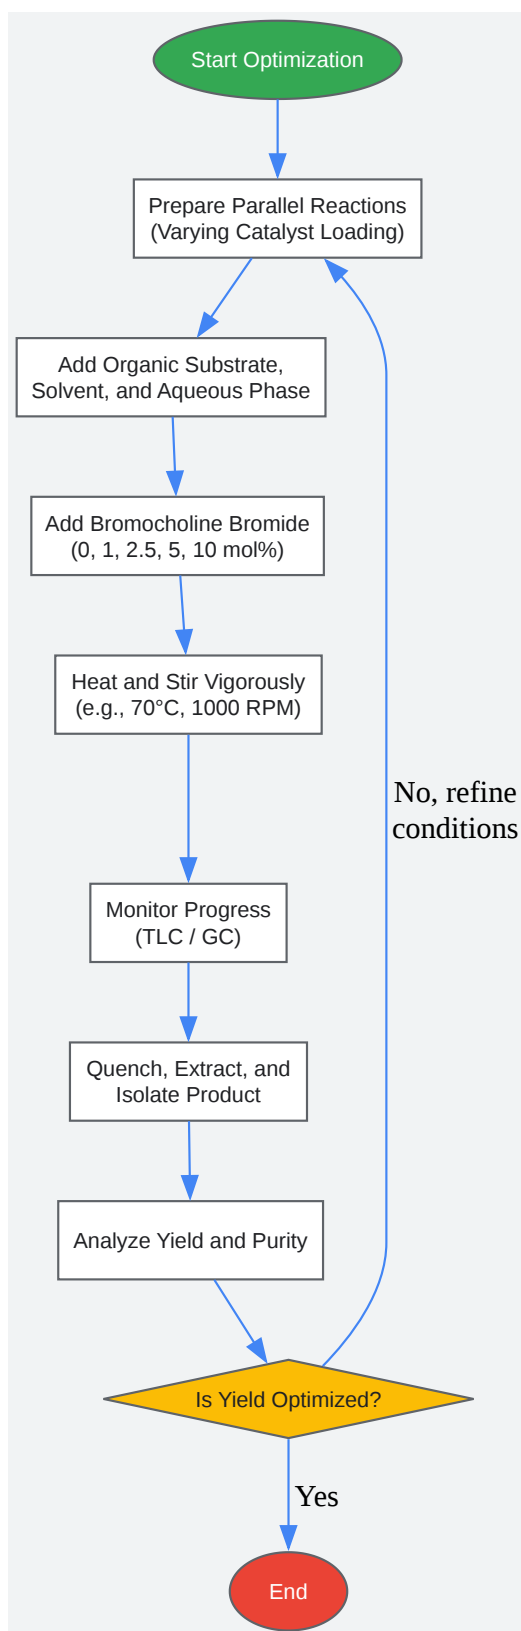 Start Optimization
Prepare Parallel Reactions
(Varying Catalyst Loading)
Add Organic Substrate,
Solvent, and Aqueous Phase
Add Bromocholine Bromide
(0, 1, 2.5, 5, 10 mol%)
Heat and Stir Vigorously
(e.g., 70°C, 1000 RPM)
No, refine
conditions
Monitor Progress
(TLC / GC)
Quench, Extract, and
Isolate Product
Analyze Yield and Purity
Is Yield Optimized?
Yes
End